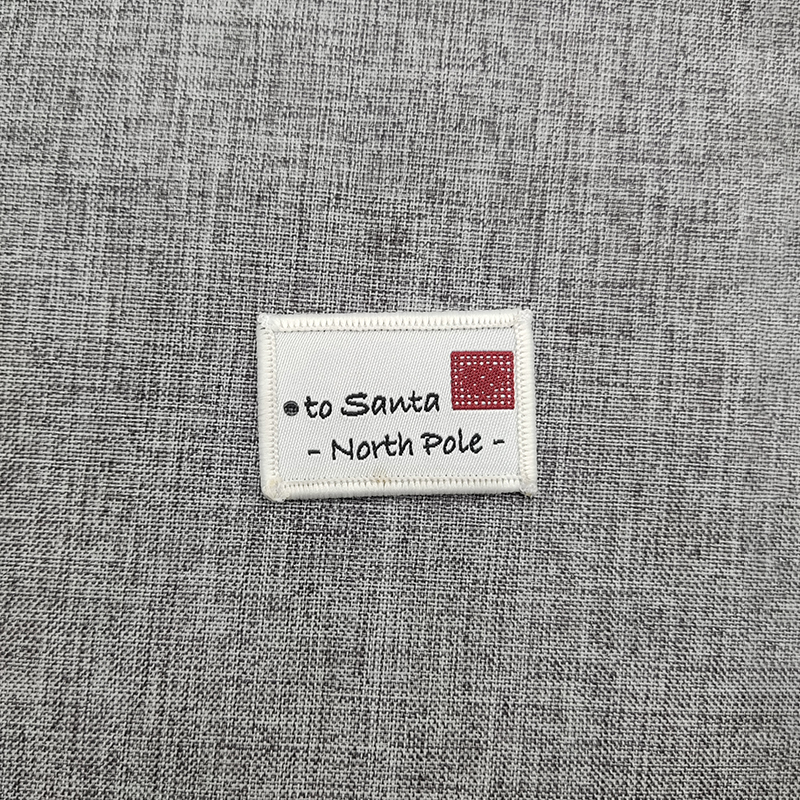 to Santa
- North Pole -